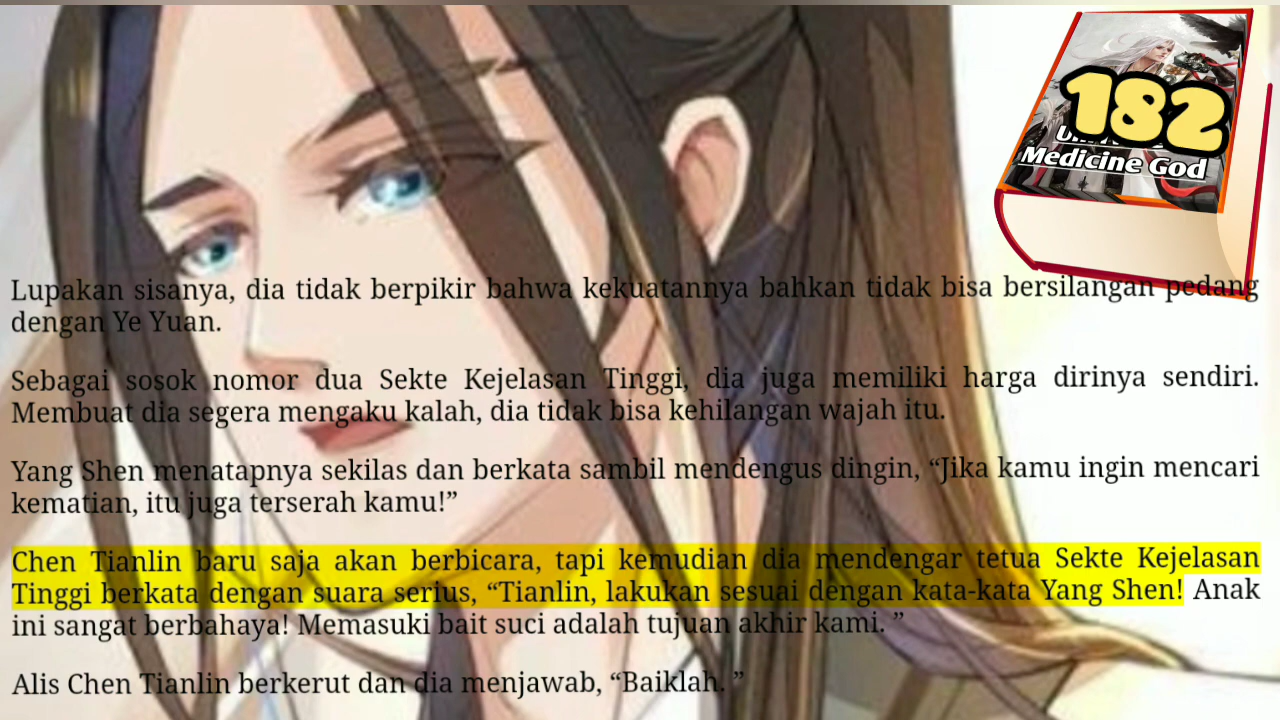 182
Medicine God
Lupakan sisanya, dia tidak berpikir bahwa kekuatannya bahkan tidak bisa bersilangan pedang
dengan Ye Yuan.
Sebagai sosok nomor dua Sekte Kejelasan Tinggi, dia juga memiliki harga dirinya sendiri.
Membuat dia segera mengaku kalah, dia tidak bisa kehilangan wajah itu.
Yang Shen menatapnya sekilas dan berkata sambil mendengus dingin, “Jika kamu ingin mencari
kematian, itu juga terserah kamu!”
Chen Tianlin baru saja akan berbicara, tapi kemudian dia mendengar tetua Sekte Kejelasan
Tinggi berkata dengan suara serius, “Tianlin, lakukan sesuai dengan kata-kata Yang Shen! Anak
ini sangat berbahaya! Memasuki bait suci adalah tujuan akhir kami. ”
Alis Chen Tianlin berkerut dan dia menjawab, “Baiklah. ”